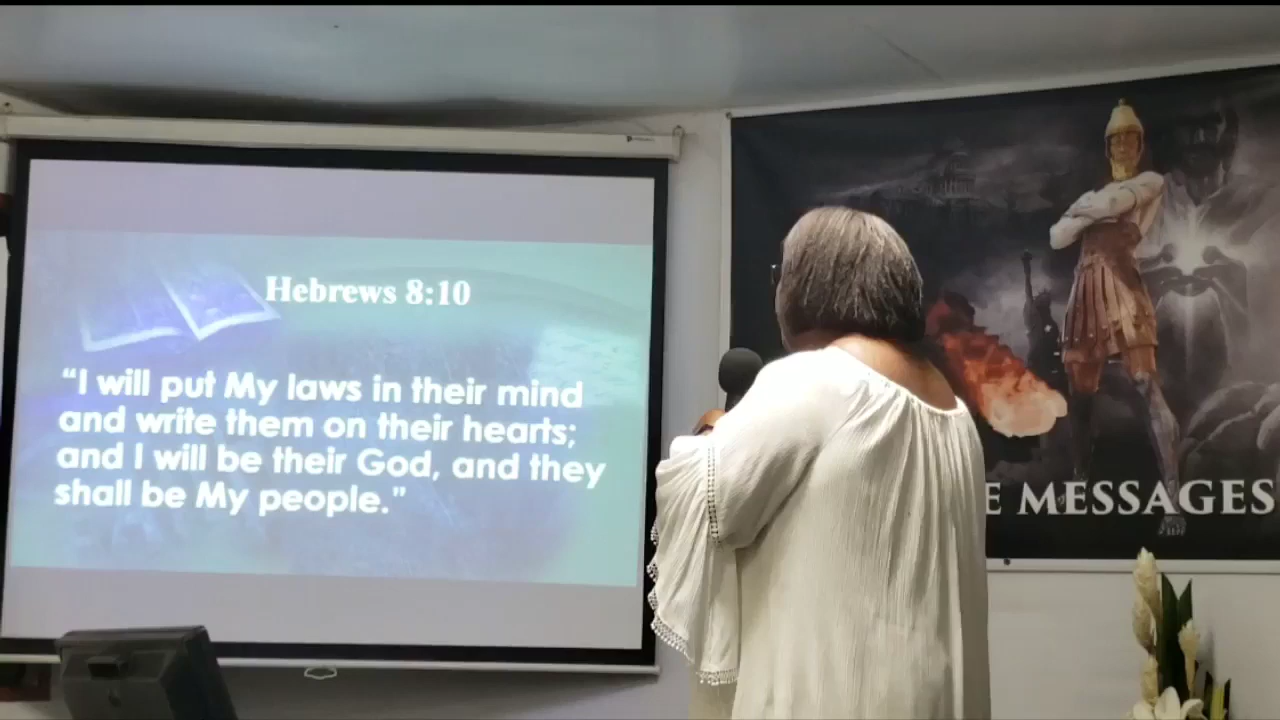 Hebrews 8:10
“I will put My laws in their mind
and write them on their hearts;
and I will be their God, and they
shall be My people.”
E MESSAGES